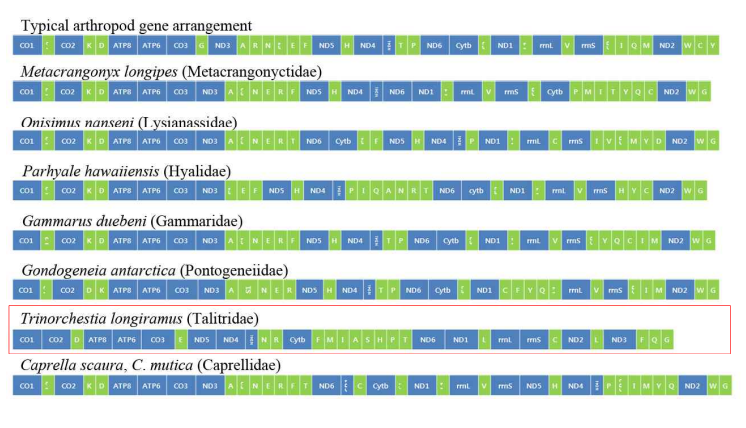 Typical arthropod gene arrangement
CO1 CO2 K D ATP8 ATP6 CO3 G ND3 A R N E F ND5 H ND4 T P ND6 Cytb ND1 rrnL V rrnS I Q M ND2 W C Y
Metacrangonyx longipes (Metacrangonyctidae)
CO1 CO2 K D ATP8 ATP6 CO3 ND3 A N E R F ND5 H ND4 ND6 ND1 rrnL V rrnS Cytb P M I T Y Q C ND2 W G
Onisimus nanseni (Lysianassidae)
CO1 CO2 K D ATP8 ATP6 CO3 ND3 A N E R T ND6 Cytb F ND5 H ND4 P ND1 rrnL C rrnS I V M Y D ND2 W G
Parhyale hawaiiensis (Hyalidae)
CO1 CO2 K D ATP8 ATP6 CO3 ND3 E F ND5 H ND4 P I Q A N R T ND6 cytb ND1 rrnL V rrnS H Y C ND2 W G
Gammarus duebeni (Gammaridae)
CO1 CO2 K D ATP8 ATP6 CO3 ND3 A N E R F ND5 H ND4 T P ND6 Cytb ND1 rrnL V rrnS Y Q C I M ND2 W G
Gondogeneia antarctica (Pontogeneiidae)
CO1 CO2 D K ATP8 ATP6 CO3 ND3 A N E R ND5 H ND4 T P ND6 Cytb ND1 C F Y Q rrnL V rrnS I M ND2 W G
Trinorchestia longiramus (Talitridae)
CO1 CO2 D ATP8 ATP6 CO3 E ND5 ND4 N R Cytb F M I A S H P T ND6 ND1 L rrnL rrnS C ND2 L ND3 F Q G
Caprella scaura, C. mutica (Caprellidae)
CO1 CO2 K D ATP8 ATP6 CO3 ND3 A N R E F T ND6 C Cytb ND1 rrnL V rrnS ND5 H ND4 P I M Y Q ND2 W G